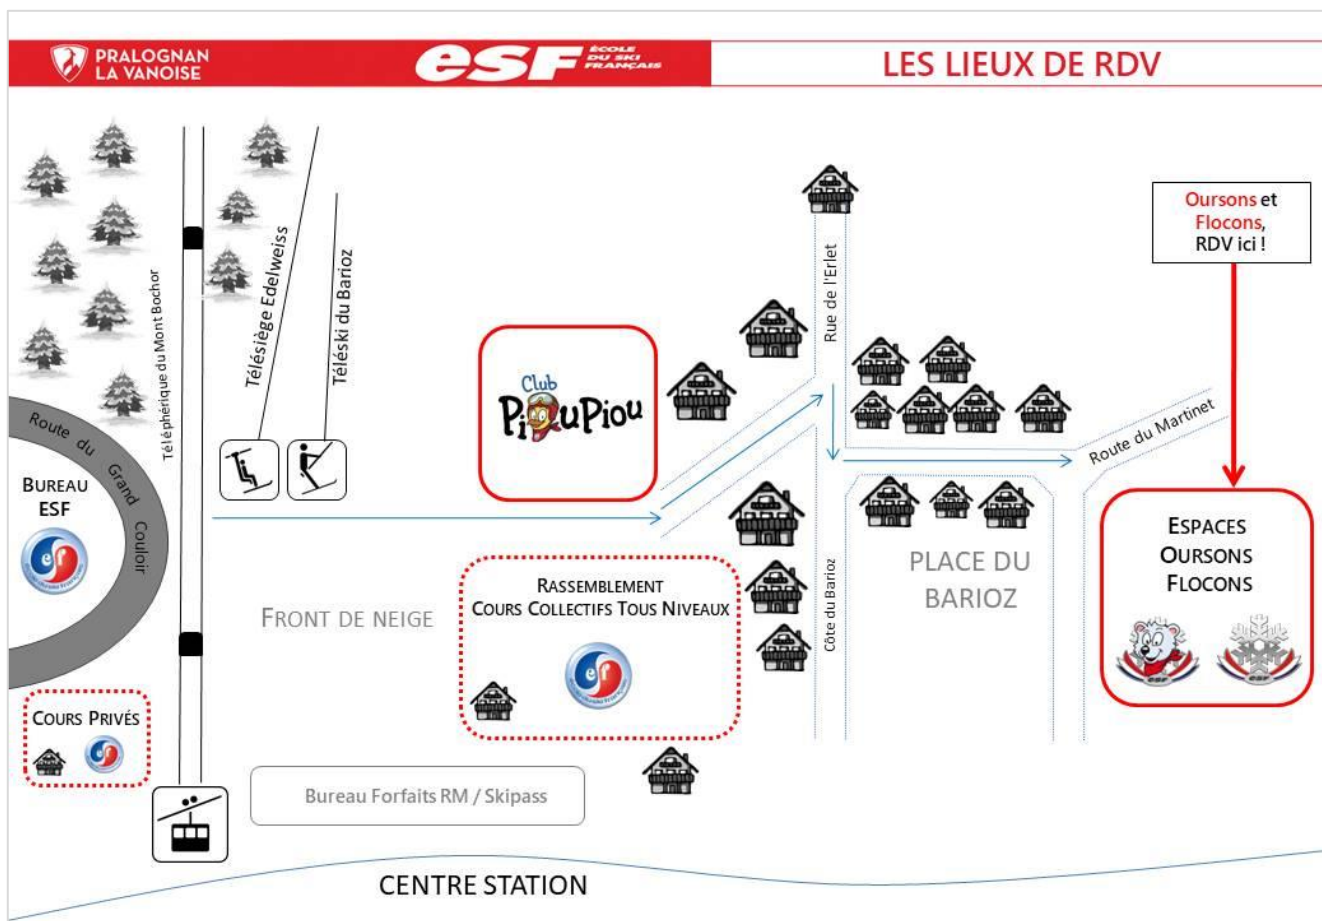 PRALOGNAN
LA VANOISE
esf ÉCOLE
DU SKI
FRANÇAIS
LES LIEUX DE RDV
Oursons et
Flocons,
RDV ici !
Rue de l'Erlet
Téléphérique du Mont Bochor
Télésiège Edelweiss
Téléski du Barioz
Club
PiouPiou
Route du Martinet
Route du Grand Couloir
BUREAU
ESF
ESPACES
OURSONS
FLOCONS
esf
esf
PLACE DU
BARIOZ
Côte du Barioz
RASSEMBLEMENT
COURS COLLECTIFS TOUS NIVEAUX
FRONT DE NEIGE
COURS PRIVÉS
Bureau Forfaits RM / Skipass
CENTRE STATION